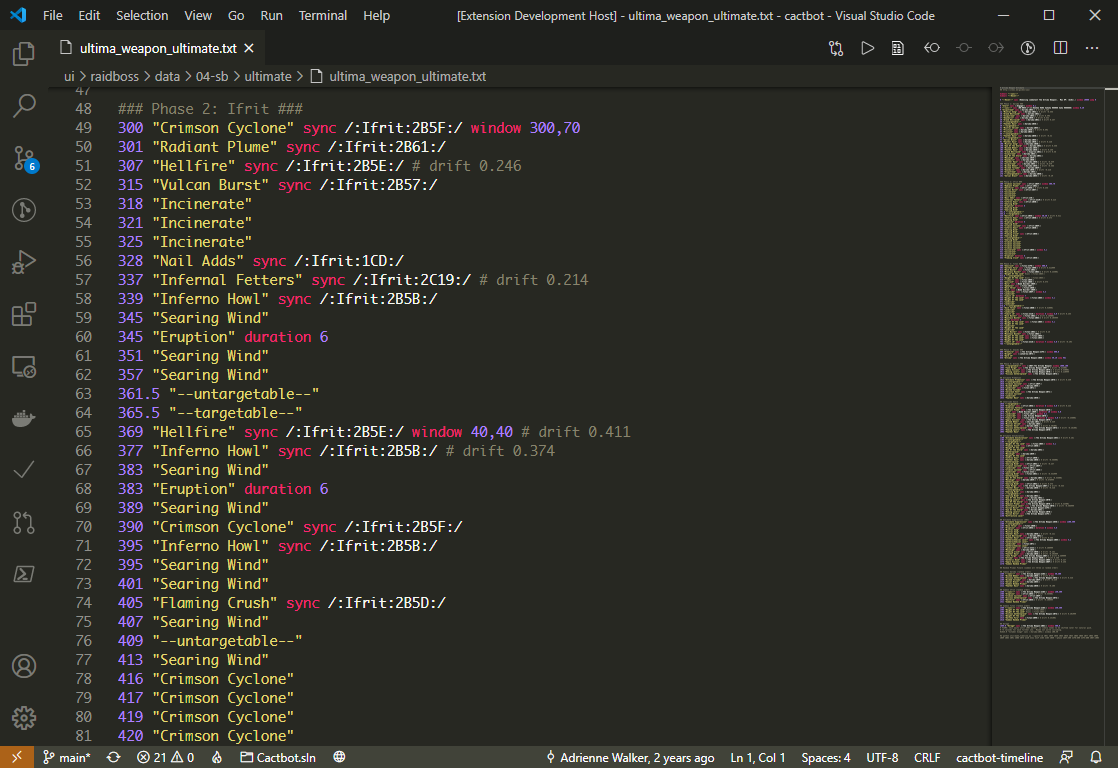 File Edit Selection View Go Run Terminal Help [Extension Development Host] - ultima_weapon_ultimate.txt - cactbot - Visual Studio Code
ultima_weapon_ultimate.txt
ui > raidboss > data > 04-sb > ultimate > ultima_weapon_ultimate.txt
47
48 ### Phase 2: Ifrit ###
49 300 "Crimson Cyclone" sync /:Ifrit:2B5F:/ window 300,70
50 301 "Radiant Plume" sync /:Ifrit:2B61:/
51 307 "Hellfire" sync /:Ifrit:2B5E:/ # drift 0.246
52 315 "Vulcan Burst" sync /:Ifrit:2B57:/
53 318 "Incinerate"
54 321 "Incinerate"
55 325 "Incinerate"
56 328 "Nail Adds" sync /:Ifrit:1CD:/
57 337 "Infernal Fetters" sync /:Ifrit:2C19:/ # drift 0.214
58 339 "Inferno Howl" sync /:Ifrit:2B5B:/
59 345 "Searing Wind"
60 345 "Eruption" duration 6
61 351 "Searing Wind"
62 357 "Searing Wind"
63 361.5 "--untargetable--"
64 365.5 "--targetable--"
65 369 "Hellfire" sync /:Ifrit:2B5E:/ window 40,40 # drift 0.411
66 377 "Inferno Howl" sync /:Ifrit:2B5B:/ # drift 0.374
67 383 "Searing Wind"
68 383 "Eruption" duration 6
69 389 "Searing Wind"
70 390 "Crimson Cyclone" sync /:Ifrit:2B5F:/
71 395 "Inferno Howl" sync /:Ifrit:2B5B:/
72 395 "Searing Wind"
73 401 "Searing Wind"
74 405 "Flaming Crush" sync /:Ifrit:2B5D:/
75 407 "Searing Wind"
76 409 "--untargetable--"
77 413 "Searing Wind"
78 416 "Crimson Cyclone"
79 417 "Crimson Cyclone"
80 419 "Crimson Cyclone"
81 420 "Crimson Cyclone"
6
main* 21 0 Cactbot.sln Adrienne Walker, 2 years ago Ln 1, Col 1 Spaces: 4 UTF-8 CRLF cactbot-timeline